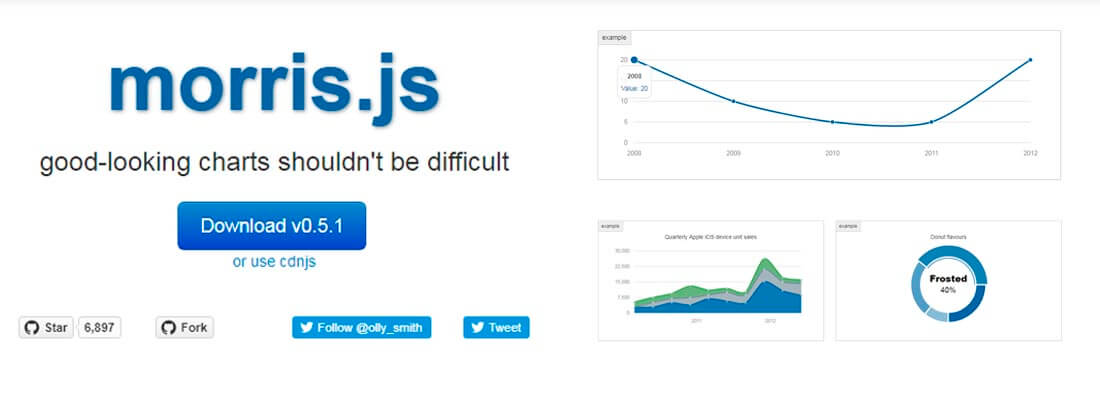 morris.js
good-looking charts shouldn't be difficult
Download v0.5.1
or use cdnjs
Star 6,897 Fork Follow @olly_smith Tweet
example
20
2008
Value: 20
10
5
0
2008 2009 2010 2011 2012
example
Quarterly Apple iOS device unit sales
30,000
22,500
15,000
7,500
0
2011 2012
example
Donut flavours
Frosted
40%